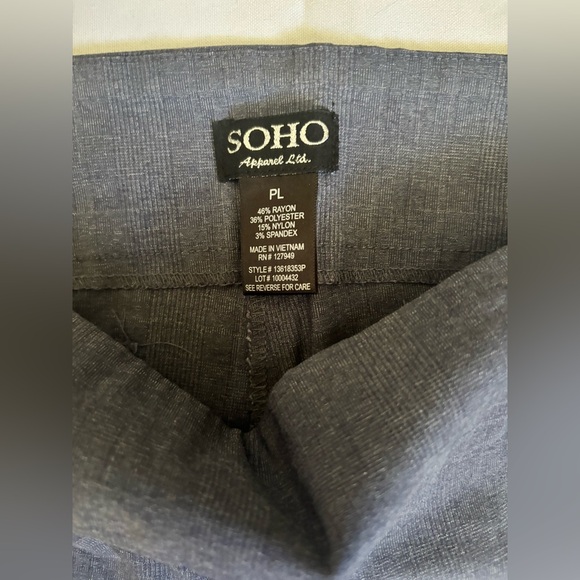 SOHO
Apparel Ltd.
PL
46% RAYON
36% POLYESTER
15% NYLON
3% SPANDEX
MADE IN VIETNAM
RN# 127949
STYLE# 13618353P
LOT# 10004432
SEE REVERSE FOR CARE